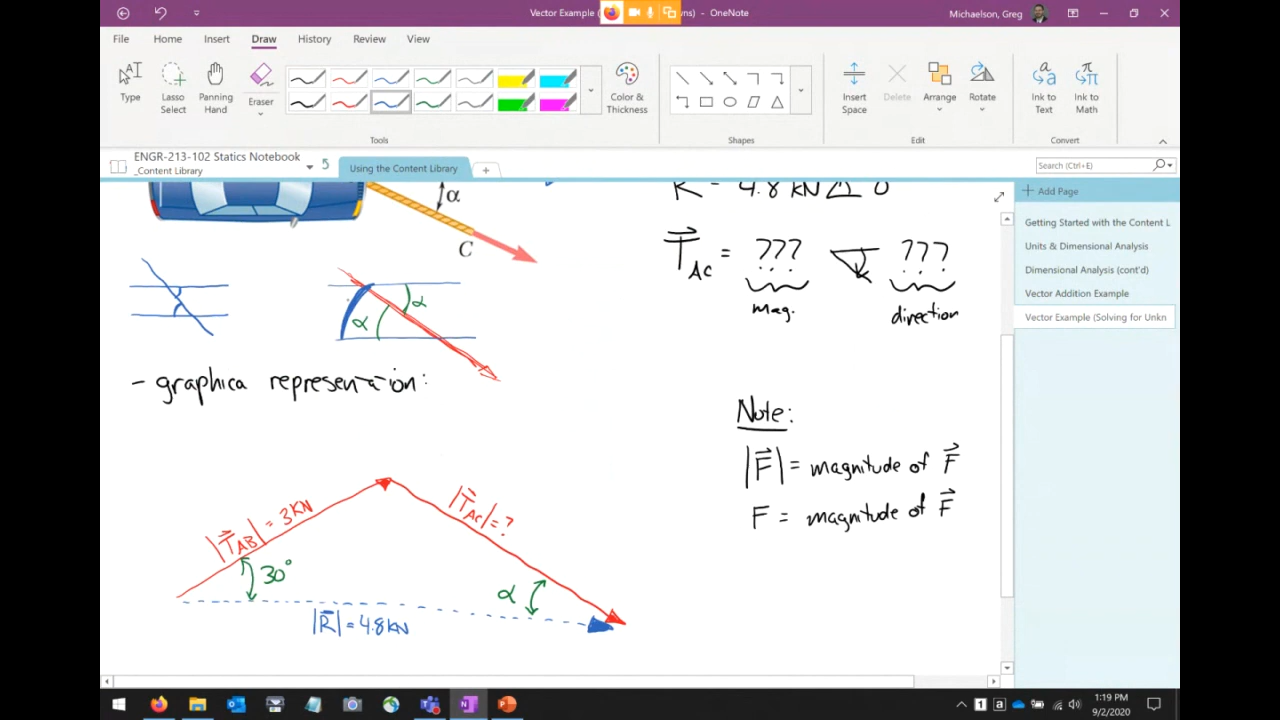 Vector Example (
ns) - OneNote
Michaelson, Greg
File Home Insert Draw History Review View
Type
Lasso Select
Panning Hand
Eraser
Color & Thickness
Insert Space
Delete
Arrange
Rotate
Ink to Text
Ink to Math
Tools
Shapes
Edit
Convert
ENGR-213-102 Statics Notebook
_Content Library
Using the Content Library
+
Search (Ctrl+E)
Add Page
Getting Started with the Content L
Units & Dimensional Analysis
Dimensional Analysis (cont'd)
Vector Addition Example
Vector Example (Solving for Unkn
α
C
R = 4.8 kN 0
T AC = ??? ???
mag. direction
α
α
- graphica representation:
Note:
|F| = magnitude of F
F = magnitude of F
|T AB| = 3kN
|T AC| = ?
30°
α
|R| = 4.8kN
1:19 PM
9/2/2020